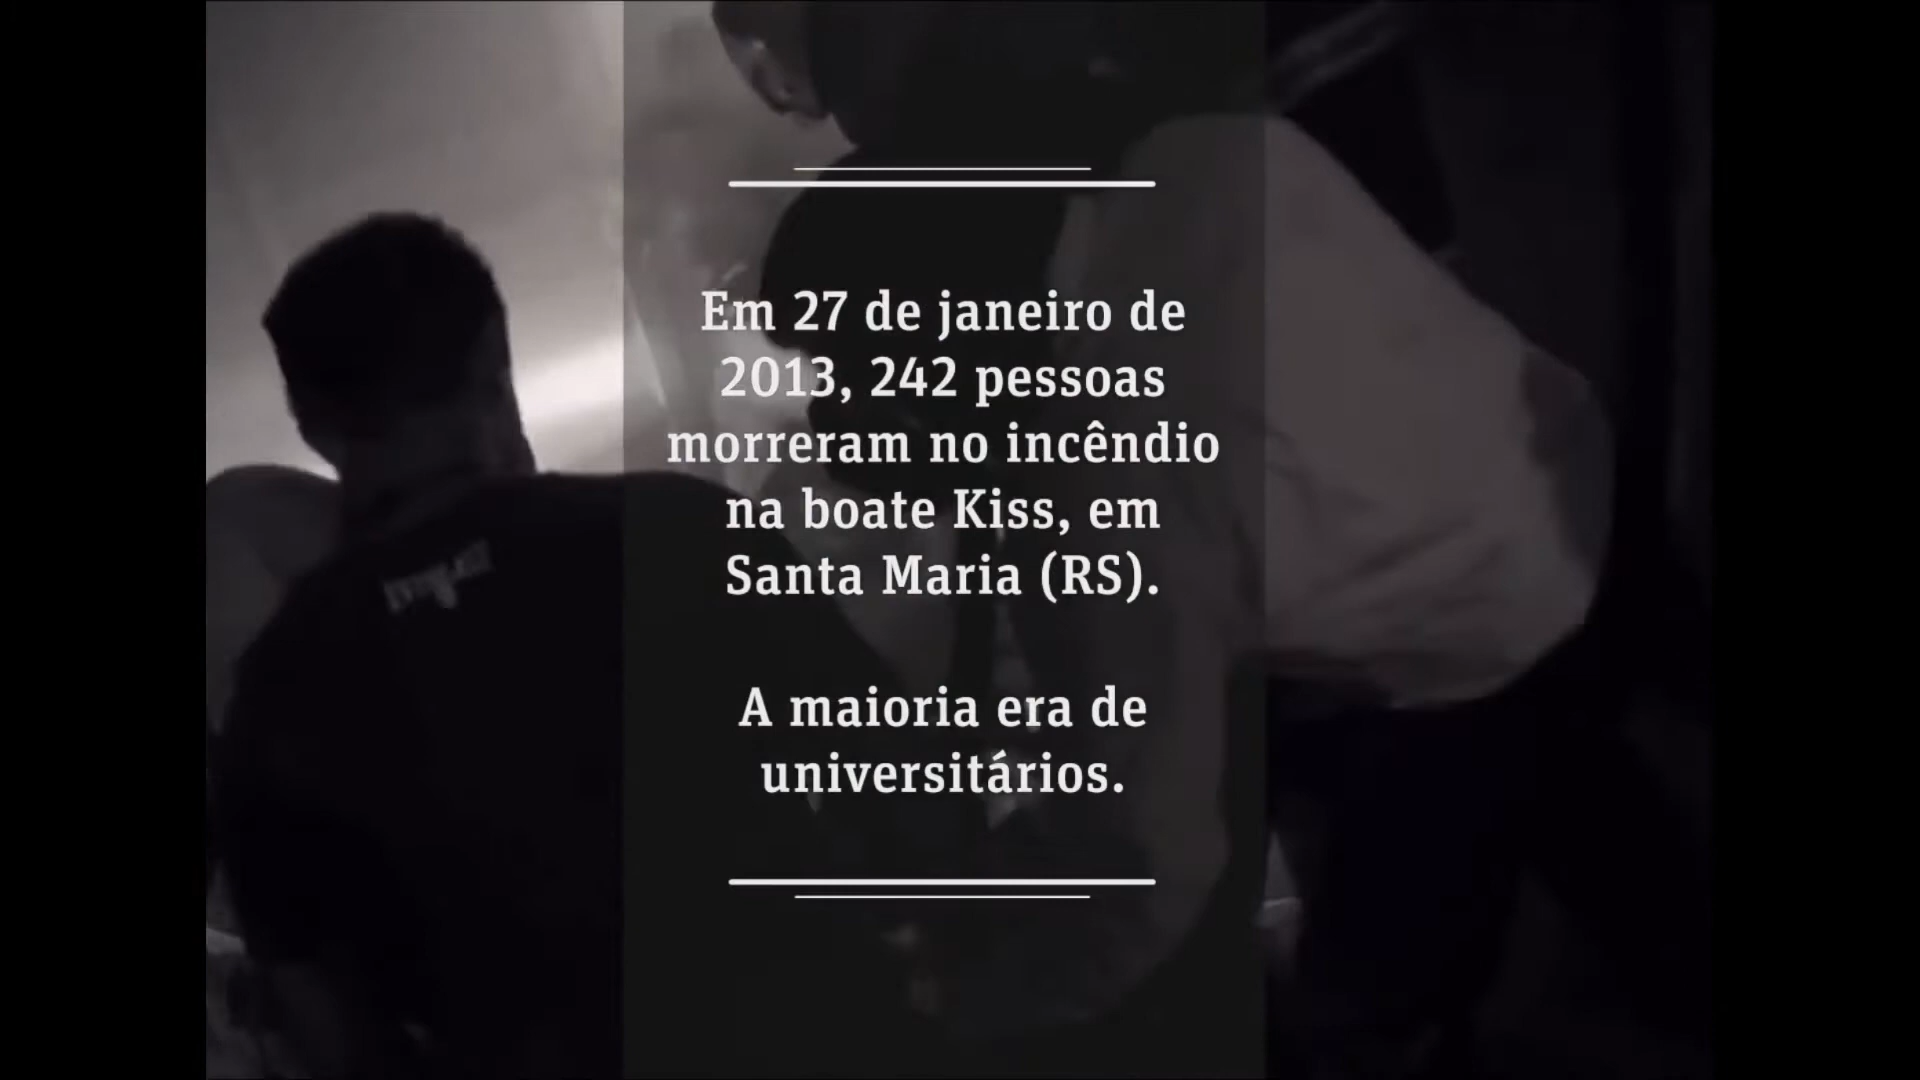 Em 27 de janeiro de
2013, 242 pessoas
morreram no incêndio
na boate Kiss, em
Santa Maria (RS).
A maioria era de
universitários.